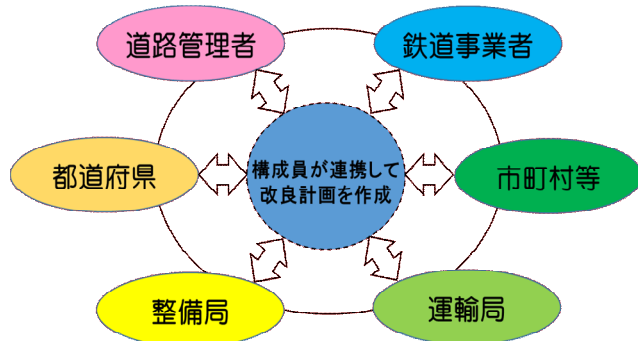 道路管理者
鉄道事業者
都道府県
構成員が連携して
改良計画を作成
市町村等
整備局
運輸局